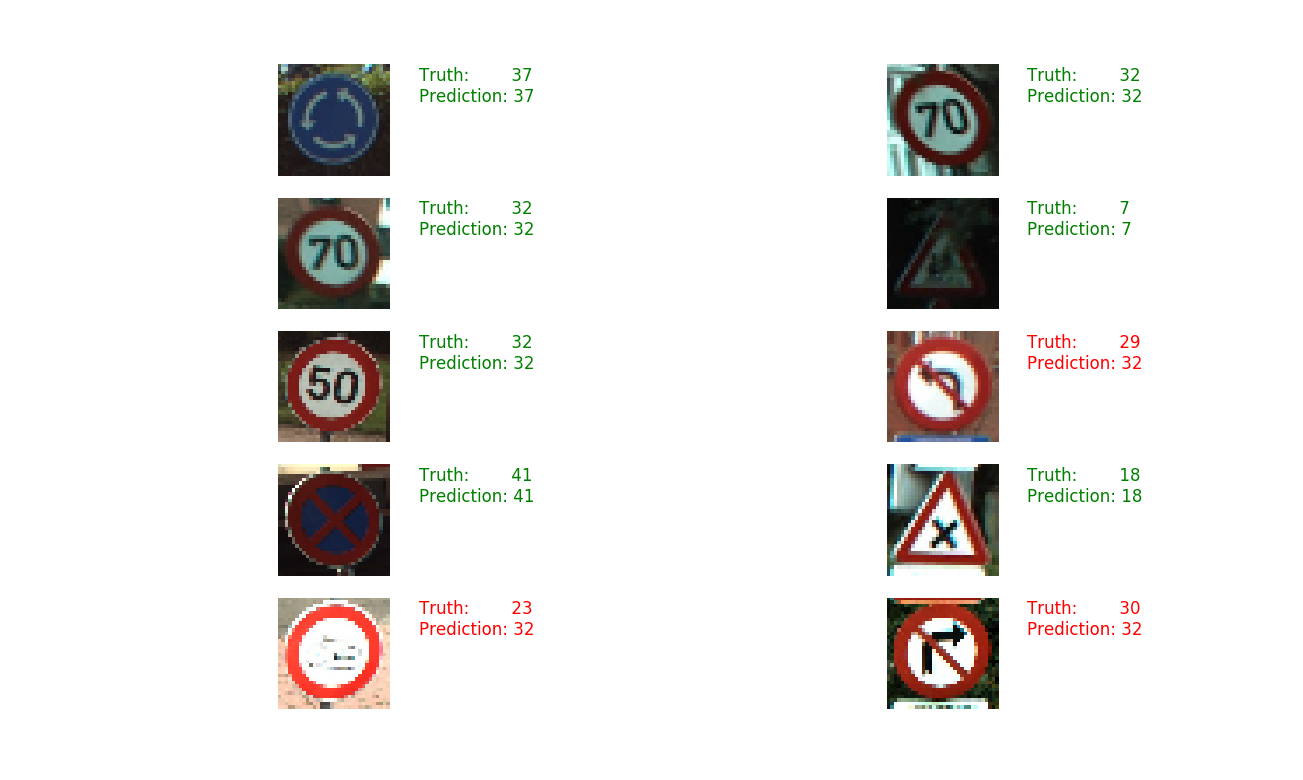 Truth: 37
Prediction: 37
70
Truth: 32
Prediction: 32
70
Truth: 32
Prediction: 32
Truth: 7
Prediction: 7
50
Truth: 32
Prediction: 32
Truth: 29
Prediction: 32
Truth: 41
Prediction: 41
Truth: 18
Prediction: 18
Truth: 23
Prediction: 32
Truth: 30
Prediction: 32